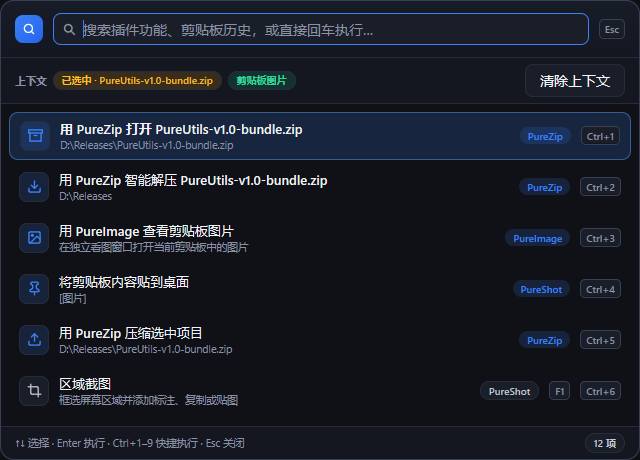 搜索插件功能、剪贴板历史，或直接回车执行... Esc
上下文 已选中 · PureUtils-v1.0-bundle.zip 剪贴板图片 清除上下文
用 PureZip 打开 PureUtils-v1.0-bundle.zip PureZip Ctrl+1
D:\Releases\PureUtils-v1.0-bundle.zip
用 PureZip 智能解压 PureUtils-v1.0-bundle.zip PureZip Ctrl+2
D:\Releases
用 PureImage 查看剪贴板图片 PureImage Ctrl+3
在独立看图窗口打开当前剪贴板中的图片
将剪贴板内容贴到桌面 PureShot Ctrl+4
[图片]
用 PureZip 压缩选中项目 PureZip Ctrl+5
D:\Releases\PureUtils-v1.0-bundle.zip
区域截图 PureShot F1 Ctrl+6
框选屏幕区域并添加标注、复制或贴图
↑↓ 选择 · Enter 执行 · Ctrl+1–9 快捷执行 · Esc 关闭 12 项